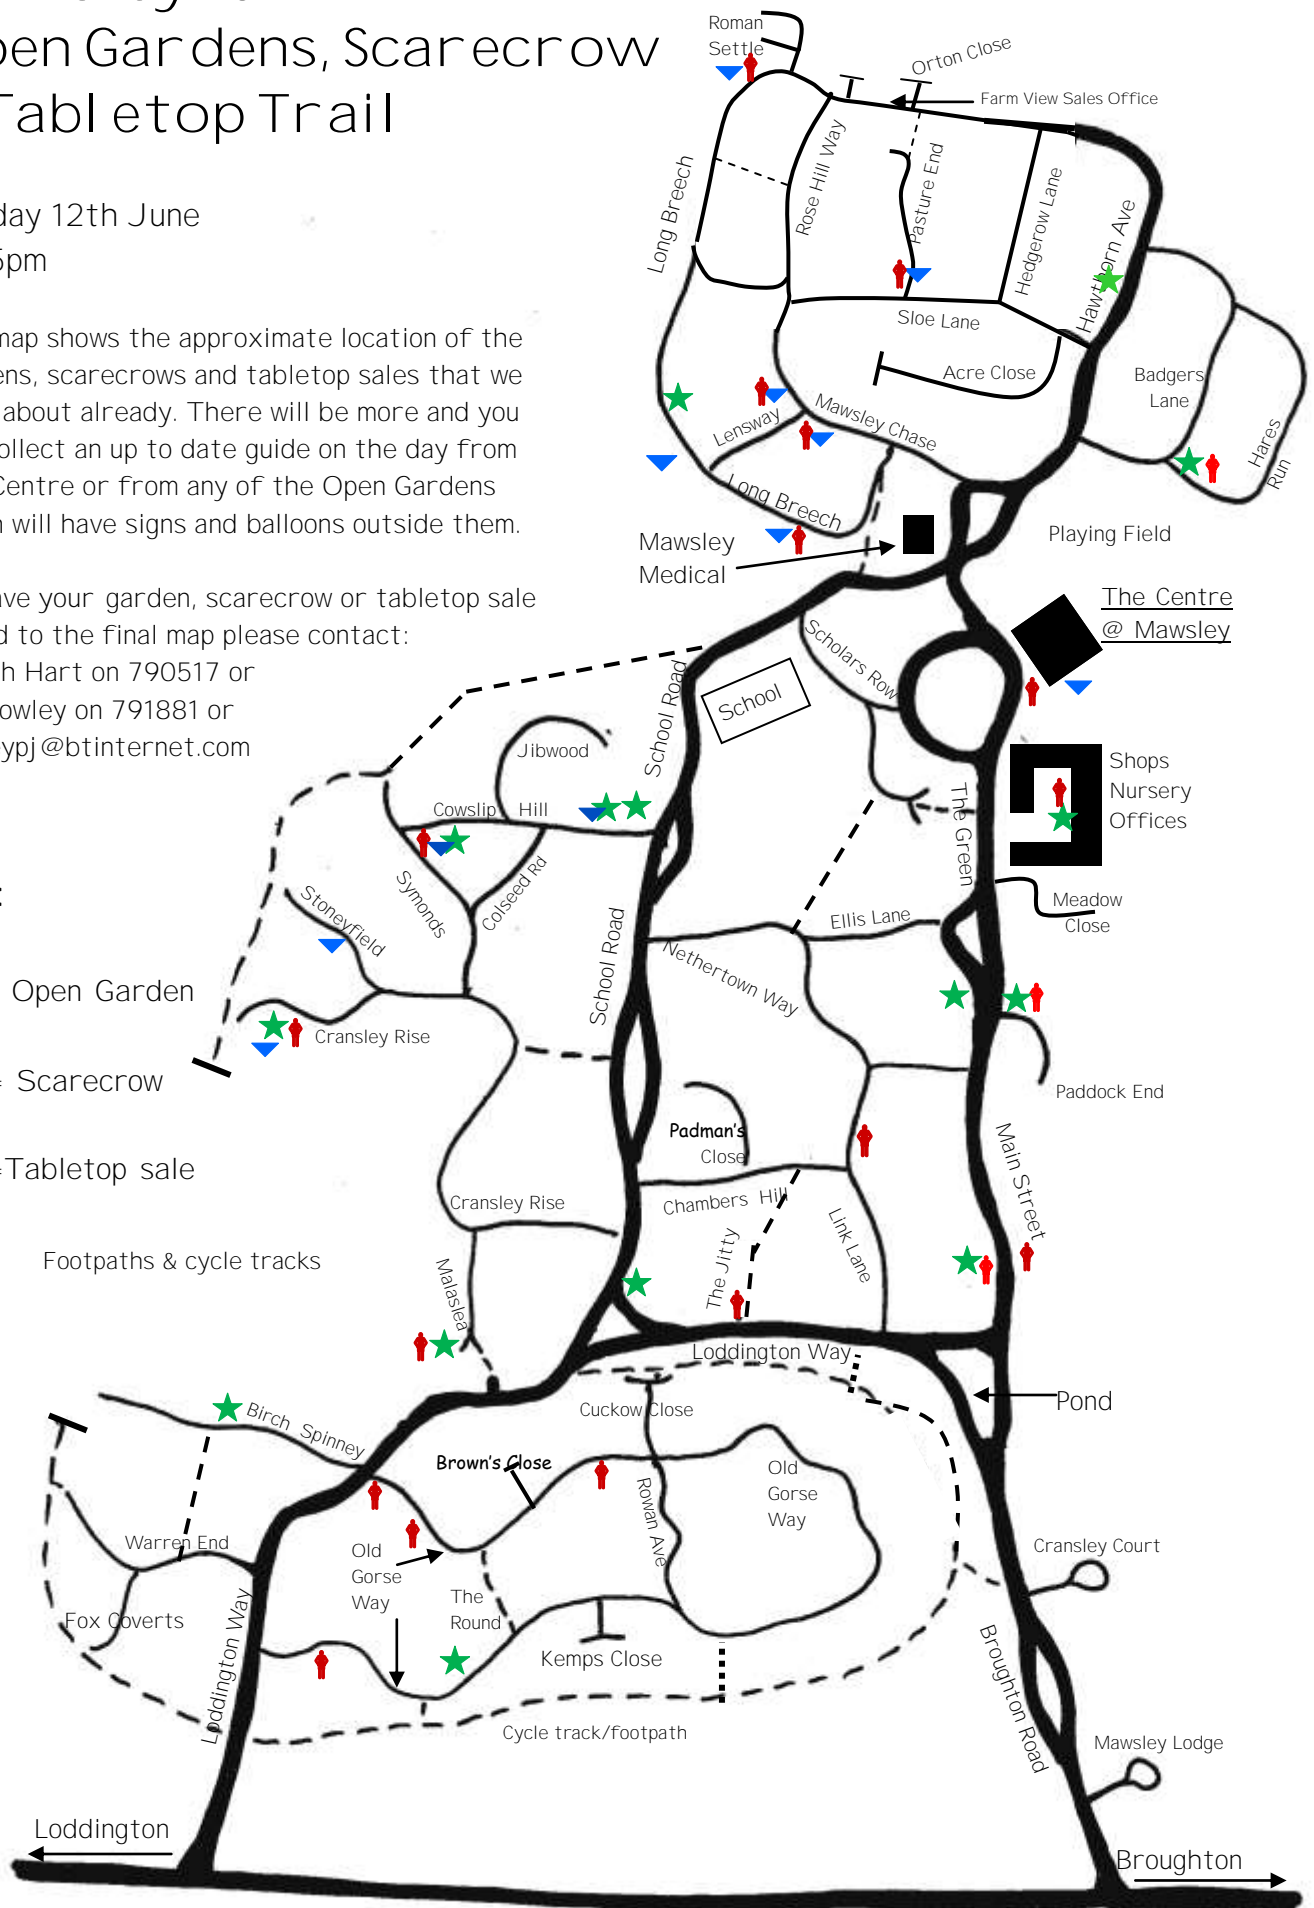 pen Gardens, Scarecrow
Tabletop Trail
day 12th June
5pm
map shows the approximate location of the
ens, scarecrows and tabletop sales that we
about already. There will be more and you
ollect an up to date guide on the day from
Centre or from any of the Open Gardens
h will have signs and balloons outside them.
ave your garden, scarecrow or tabletop sale
d to the final map please contact:
h Hart on 790517 or
owley on 791881 or
eypj@btinternet.com
:
Open Garden
= Scarecrow
=Tabletop sale
Footpaths & cycle tracks
Roman
Settle
Orton Close
Farm View Sales Office
Long Breech
Rose Hill Way
Pasture End
Hedgerow Lane
Hawthorn Ave
Sloe Lane
Acre Close
Badgers
Lane
Hares
Run
Lensway
Mawsley Chase
Long Breech
Mawsley
Medical
Playing Field
The Centre
@ Mawsley
Scholars Row
School
School Road
Jibwood
Cowslip Hill
Shops
Nursery
Offices
The Green
Meadow
Close
Symonds
Colseed Rd
Stoneyfield
Ellis Lane
Nethertown Way
School Road
Cransley Rise
Paddock End
Padman's
Close
Main Street
Chambers Hill
Cransley Rise
Link Lane
The Jitty
Malaslea
Loddington Way
Pond
Cuckow Close
Birch Spinney
Brown's Close
Old
Gorse
Way
Rowan Ave
Warren End
Old
Gorse
Way
Cransley Court
The
Round
Fox Coverts
Kemps Close
Loddington Way
Broughton Road
Cycle track/footpath
Mawsley Lodge
Loddington
Broughton